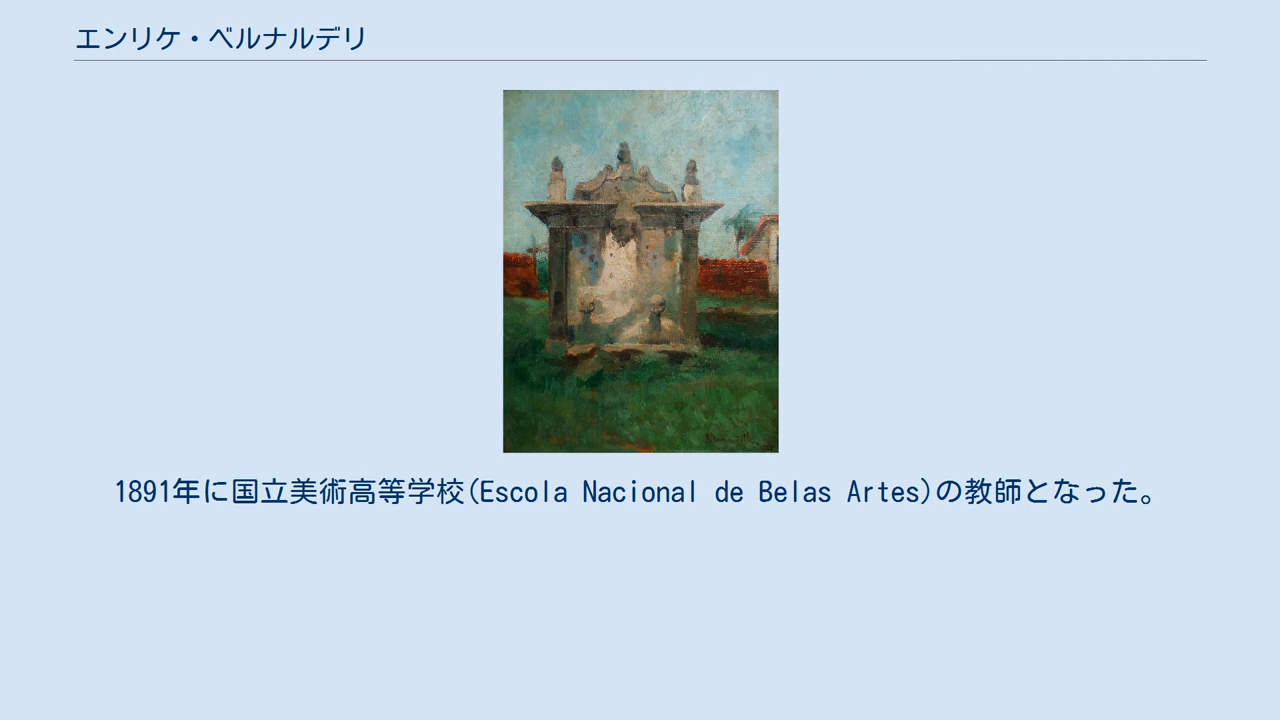 エンリケ・ベルナルデリ
1891年に国立美術高等学校(Escola Nacional de Belas Artes)の教師となった。